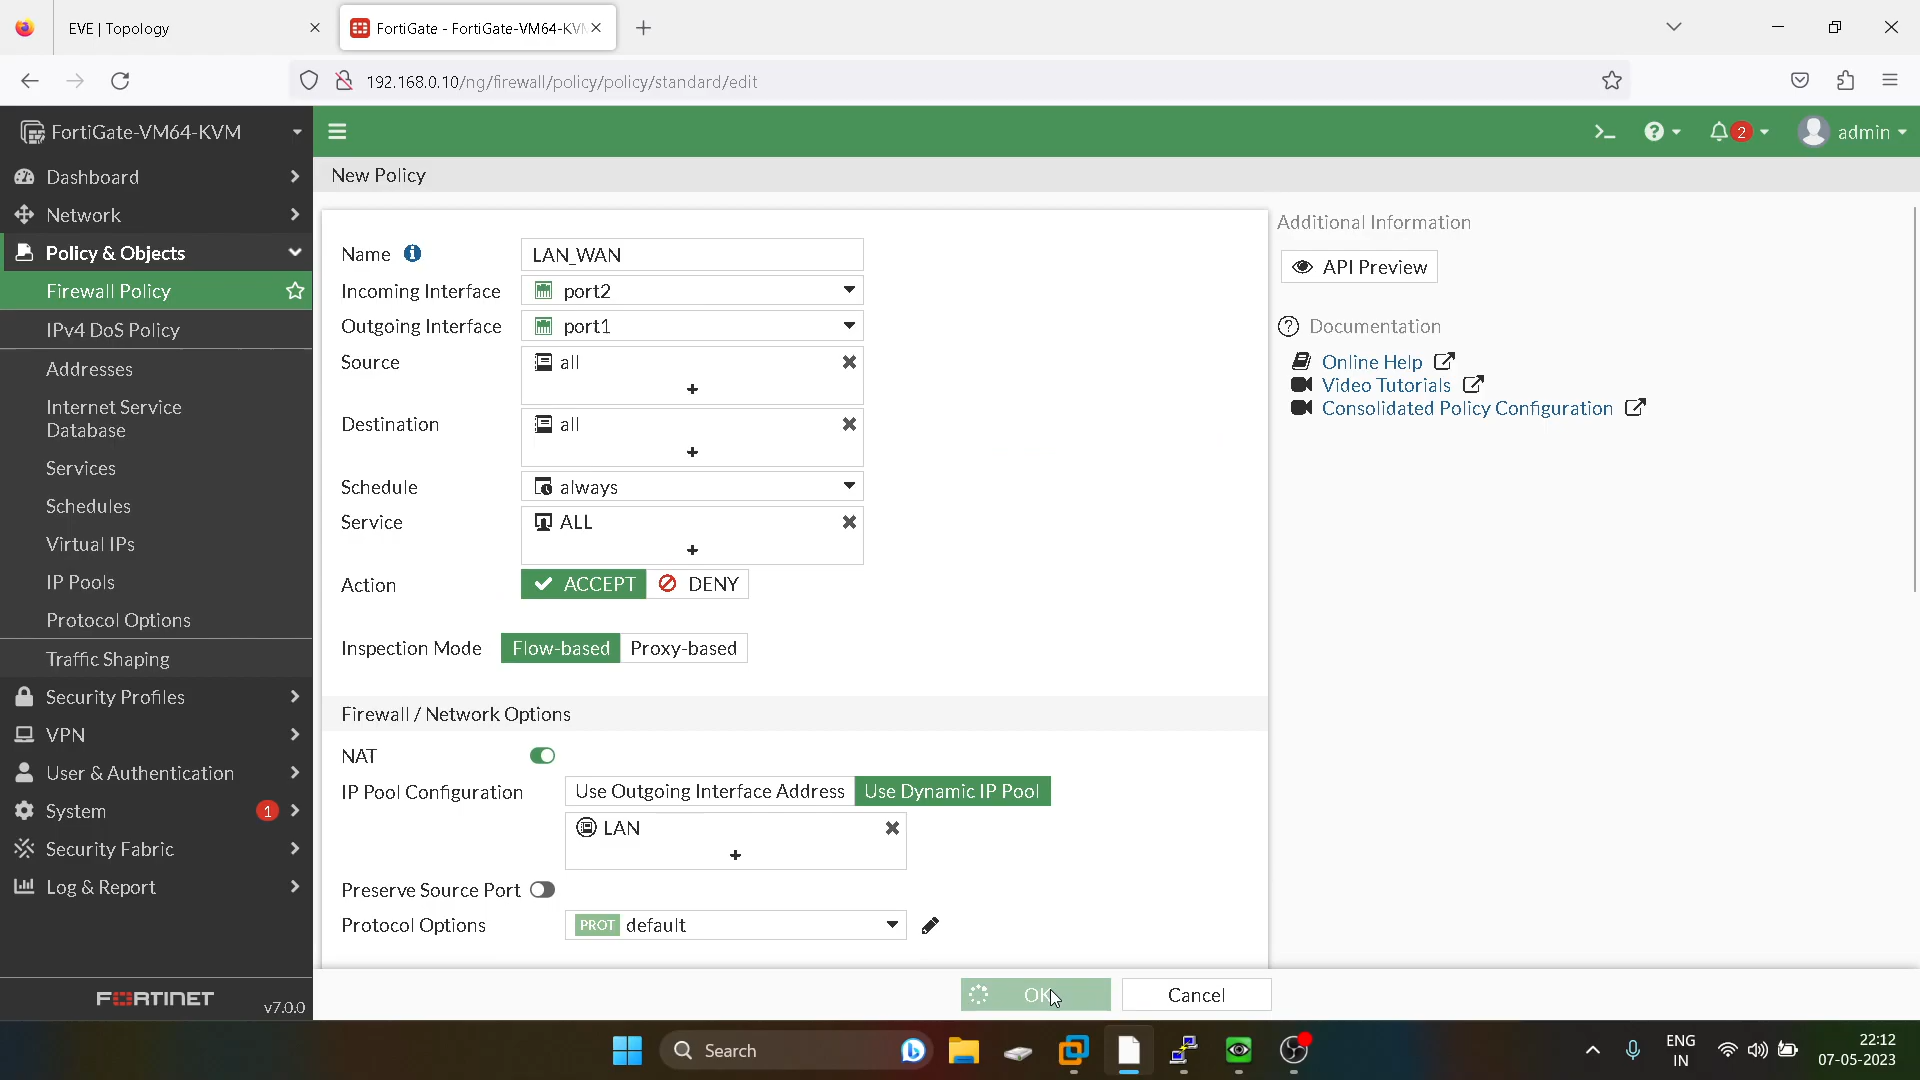 EVE | Topology
FortiGate - FortiGate-VM64-KVM
192.168.0.10/ng/firewall/policy/policy/standard/edit
FortiGate-VM64-KVM
2
admin
Dashboard
Network
Policy & Objects
Firewall Policy
IPv4 DoS Policy
Addresses
Internet Service
Database
Services
Schedules
Virtual IPs
IP Pools
Protocol Options
Traffic Shaping
Security Profiles
VPN
User & Authentication
System 1
Security Fabric
Log & Report
FORTINET v7.0.0
New Policy
Name LAN_WAN
Incoming Interface port2
Outgoing Interface port1
Source all
Destination all
Schedule always
Service ALL
Action ACCEPT DENY
Inspection Mode Flow-based Proxy-based
Firewall / Network Options
NAT
IP Pool Configuration Use Outgoing Interface Address Use Dynamic IP Pool
LAN
Preserve Source Port
Protocol Options PROT default
OK Cancel
Additional Information
API Preview
Documentation
Online Help
Video Tutorials
Consolidated Policy Configuration
Search
ENG
IN
22:12
07-05-2023